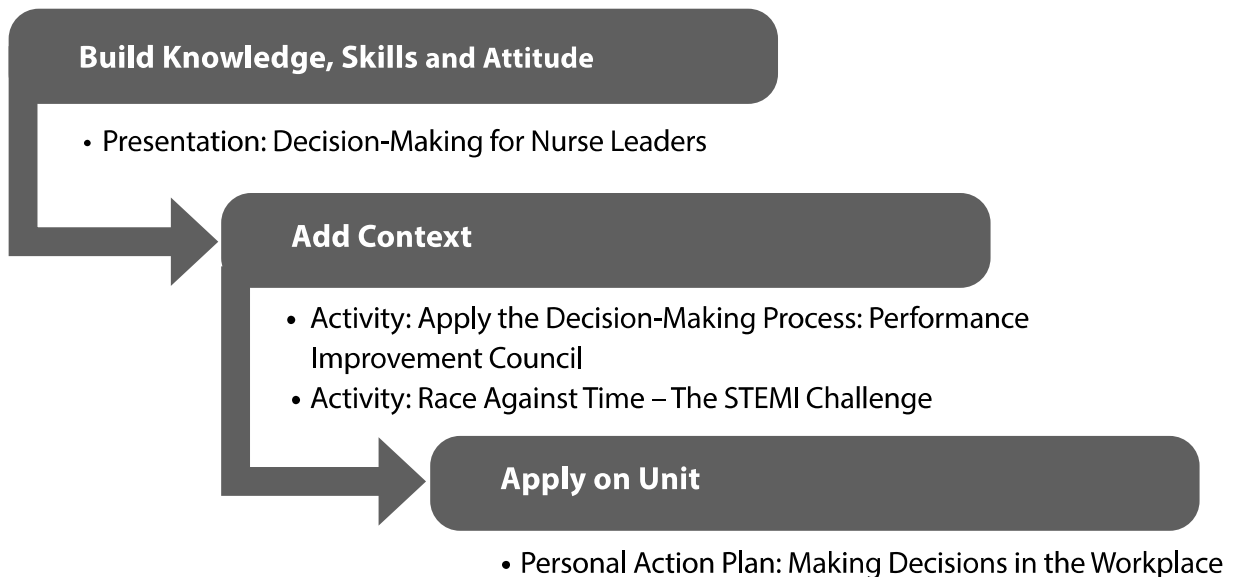 Build Knowledge, Skills and Attitude
• Presentation: Decision-Making for Nurse Leaders
Add Context
• Activity: Apply the Decision-Making Process: Performance
Improvement Council
• Activity: Race Against Time – The STEMI Challenge
Apply on Unit
• Personal Action Plan: Making Decisions in the Workplace